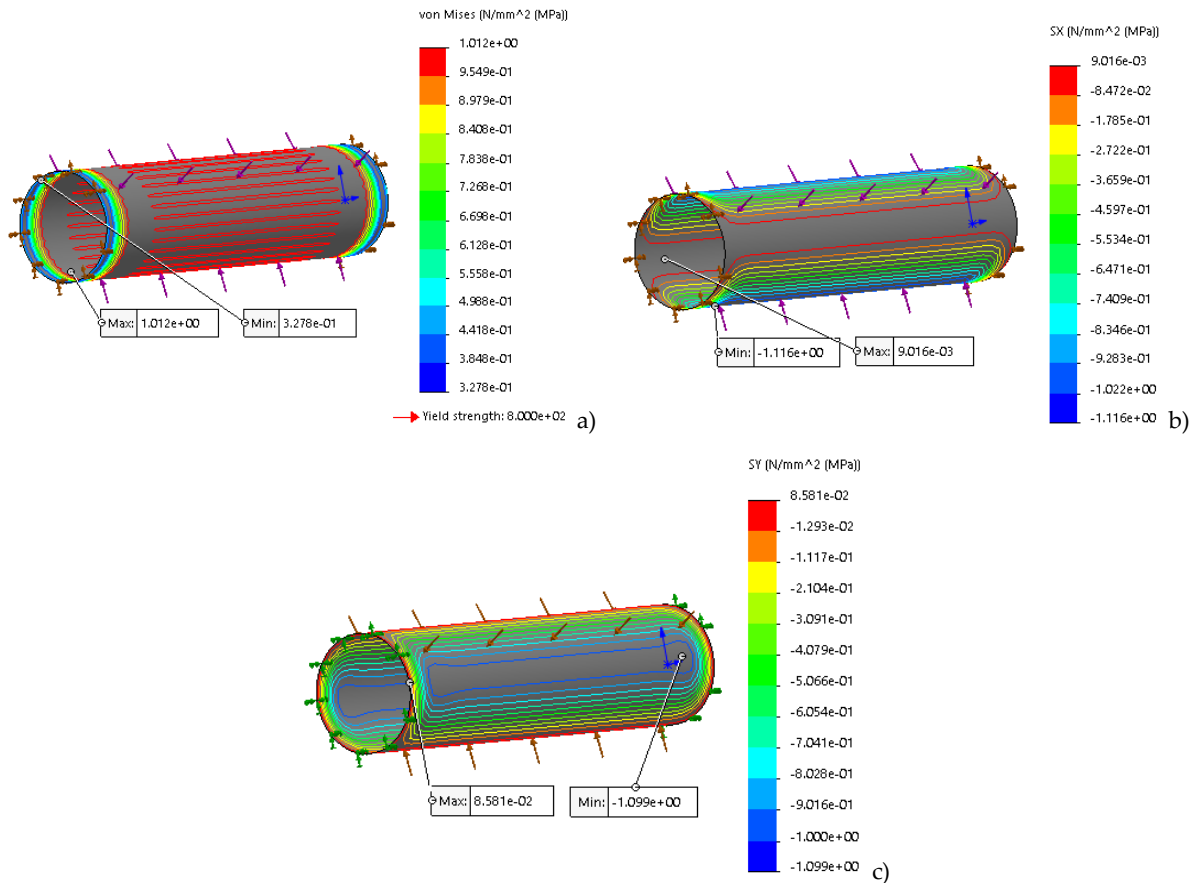 von Mises (N/mm^2 (MPa))
1.012e+00
9.549e-01
8.979e-01
8.408e-01
7.838e-01
7.268e-01
6.698e-01
6.128e-01
5.558e-01
4.988e-01
4.418e-01
3.848e-01
3.278e-01
Yield strength: 8.000e+02
Max: 1.012e+00
Min: 3.278e-01
a)
SX (N/mm^2 (MPa))
9.016e-03
-8.472e-02
-1.785e-01
-2.722e-01
-3.659e-01
-4.597e-01
-5.534e-01
-6.471e-01
-7.409e-01
-8.346e-01
-9.283e-01
-1.022e+00
-1.116e+00
Min: -1.116e+00
Max: 9.016e-03
b)
SY (N/mm^2 (MPa))
8.581e-02
-1.293e-02
-1.117e-01
-2.104e-01
-3.091e-01
-4.079e-01
-5.066e-01
-6.054e-01
-7.041e-01
-8.028e-01
-9.016e-01
-1.000e+00
-1.099e+00
Max: 8.581e-02
Min: -1.099e+00
c)